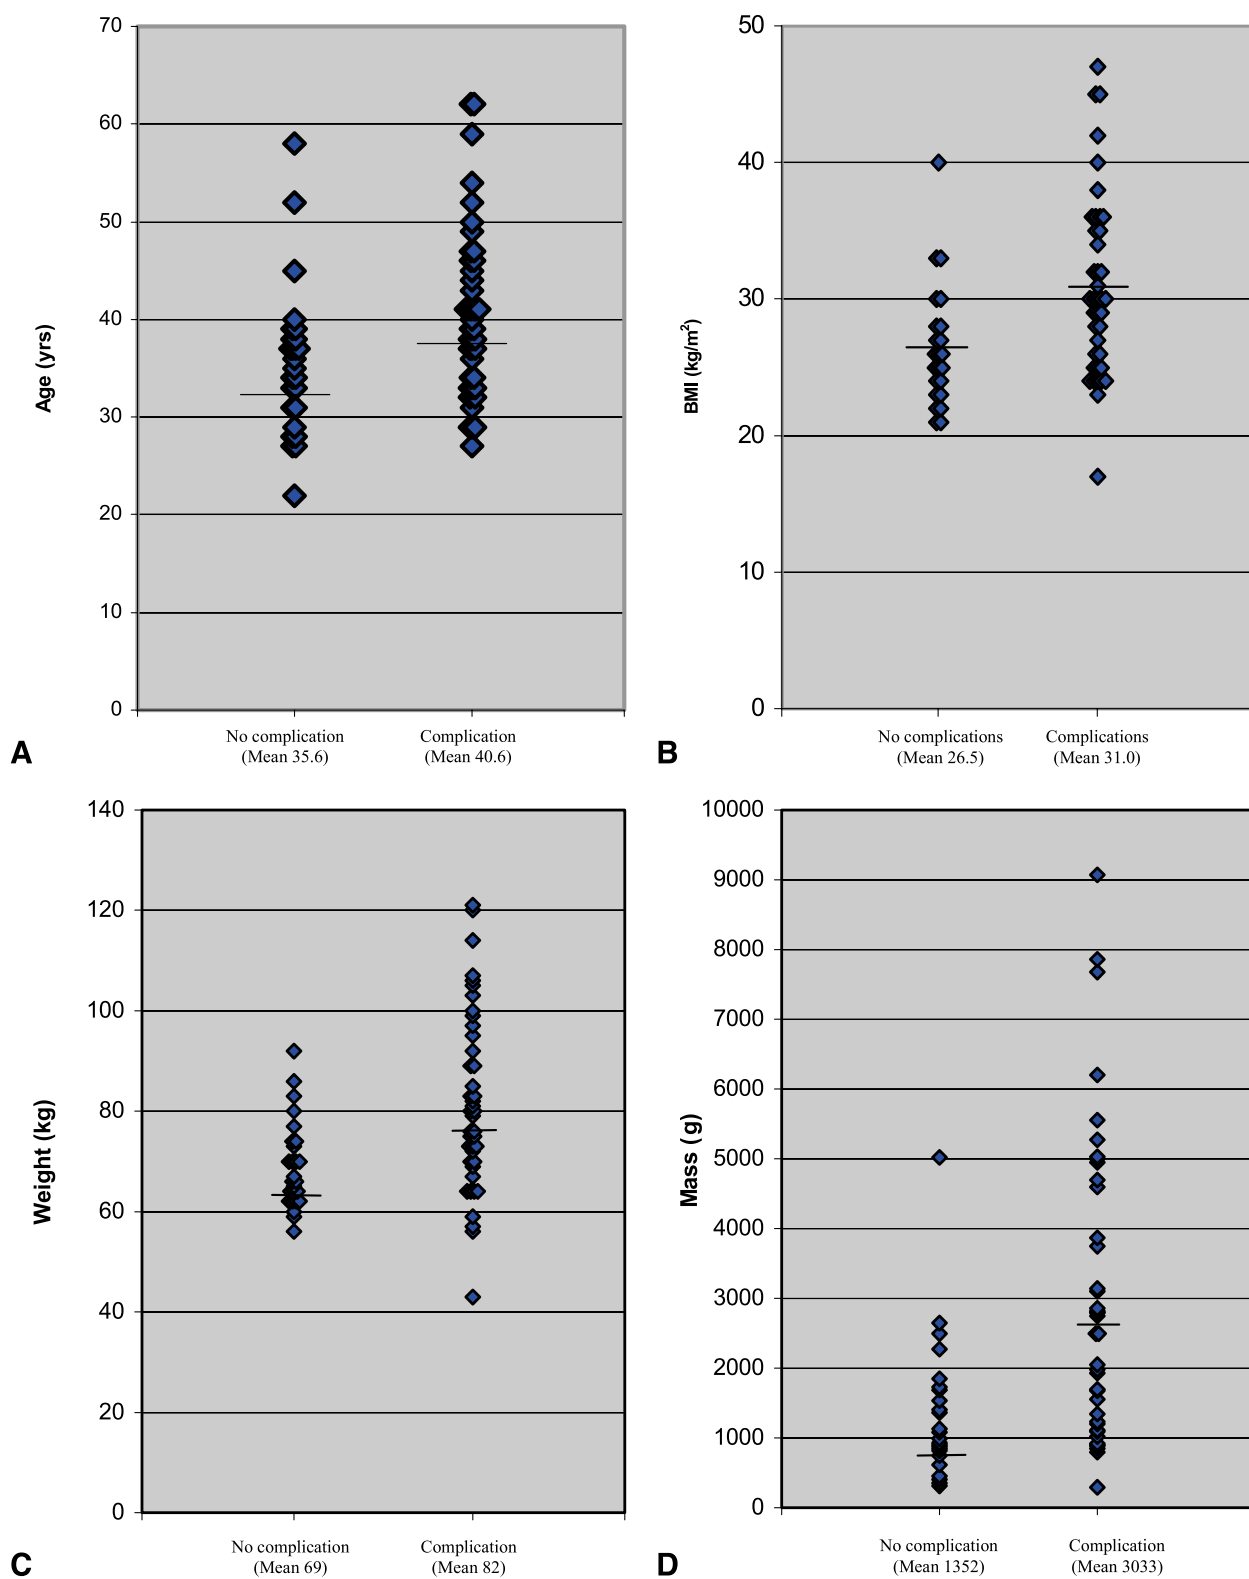 70
60
50
40
30
20
10
0
Age (yrs)
No complication
(Mean 35.6)
Complication
(Mean 40.6)
A
50
40
30
20
10
0
BMI (kg/m²)
No complications
(Mean 26.5)
Complications
(Mean 31.0)
B
140
120
100
80
60
40
20
0
Weight (kg)
No complication
(Mean 69)
Complication
(Mean 82)
C
10000
9000
8000
7000
6000
5000
4000
3000
2000
1000
0
Mass (g)
No complication
(Mean 1352)
Complication
(Mean 3033)
D